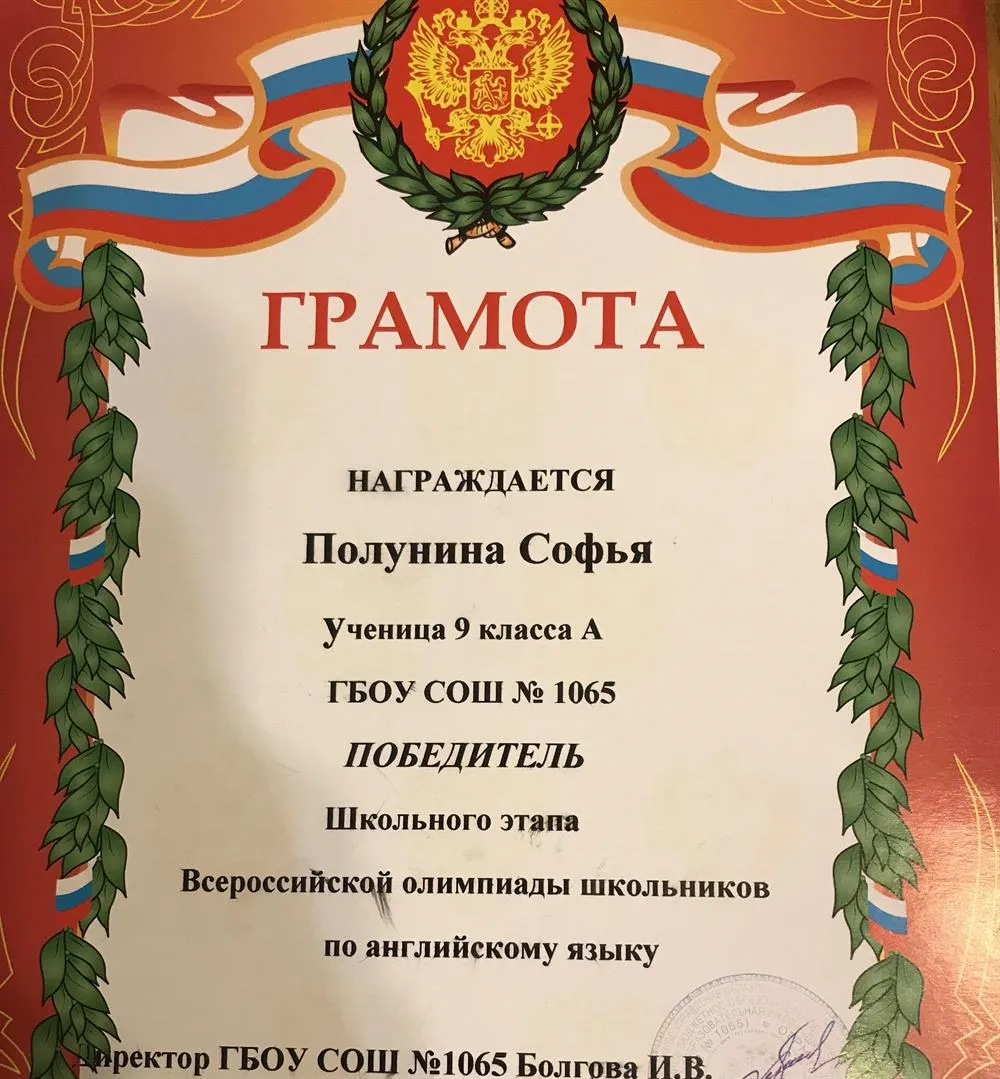 ГРАМОТА
НАГРАЖДАЕТСЯ
Полунина Софья
Ученица 9 класса А
ГБОУ СОШ № 1065
ПОБЕДИТЕЛЬ
Школьного этапа
Всероссийской олимпиады школьников
по английскому языку
Директор ГБОУ СОШ №1065 Болгова И.В.